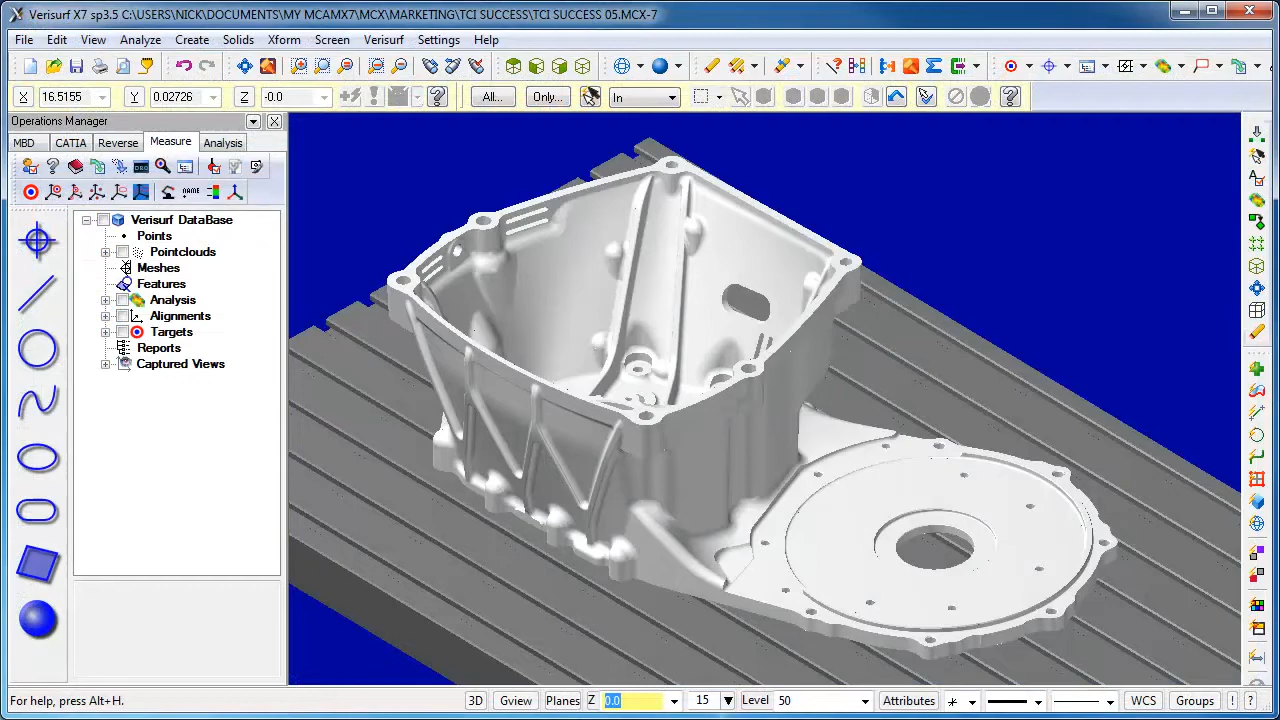 Verisurf X7 sp3.5 C:\USERS\NICK\DOCUMENTS\MY MCAMX7\MCX\MARKETING\TCI SUCCESS\TCI SUCCESS 05.MCX-7
File Edit View Analyze Create Solids Xform Screen Verisurf Settings Help
X 16.5155 Y 0.02726 Z -0.0 All... Only... In
Operations Manager
MBD CATIA Reverse Measure Analysis
NAME
Verisurf DataBase
Points
Pointclouds
Meshes
Features
Analysis
Alignments
Targets
Reports
Captured Views
For help, press Alt+H. 3D Gview Planes Z 0.0 15 Level 50 Attributes WCS Groups ! ?